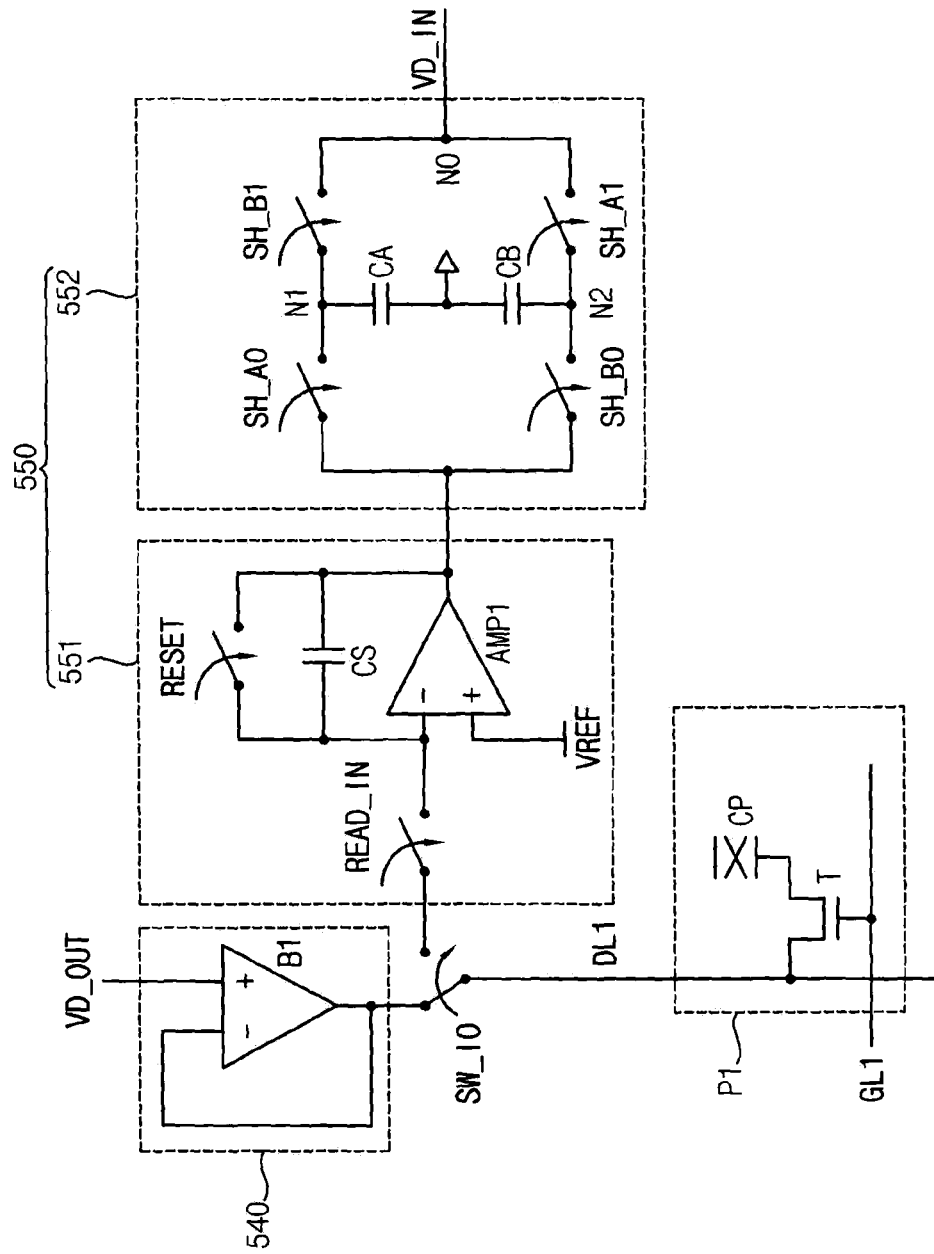 550
551
552
RESET
CS
READ_IN
-
+
AMP1
VREF
SH_A0
SH_B1
N1
CA
N0
VD_IN
CB
N2
SH_B0
SH_A1
VD_OUT
-
+
B1
540
SW_IO
DL1
P1
CP
T
GL1